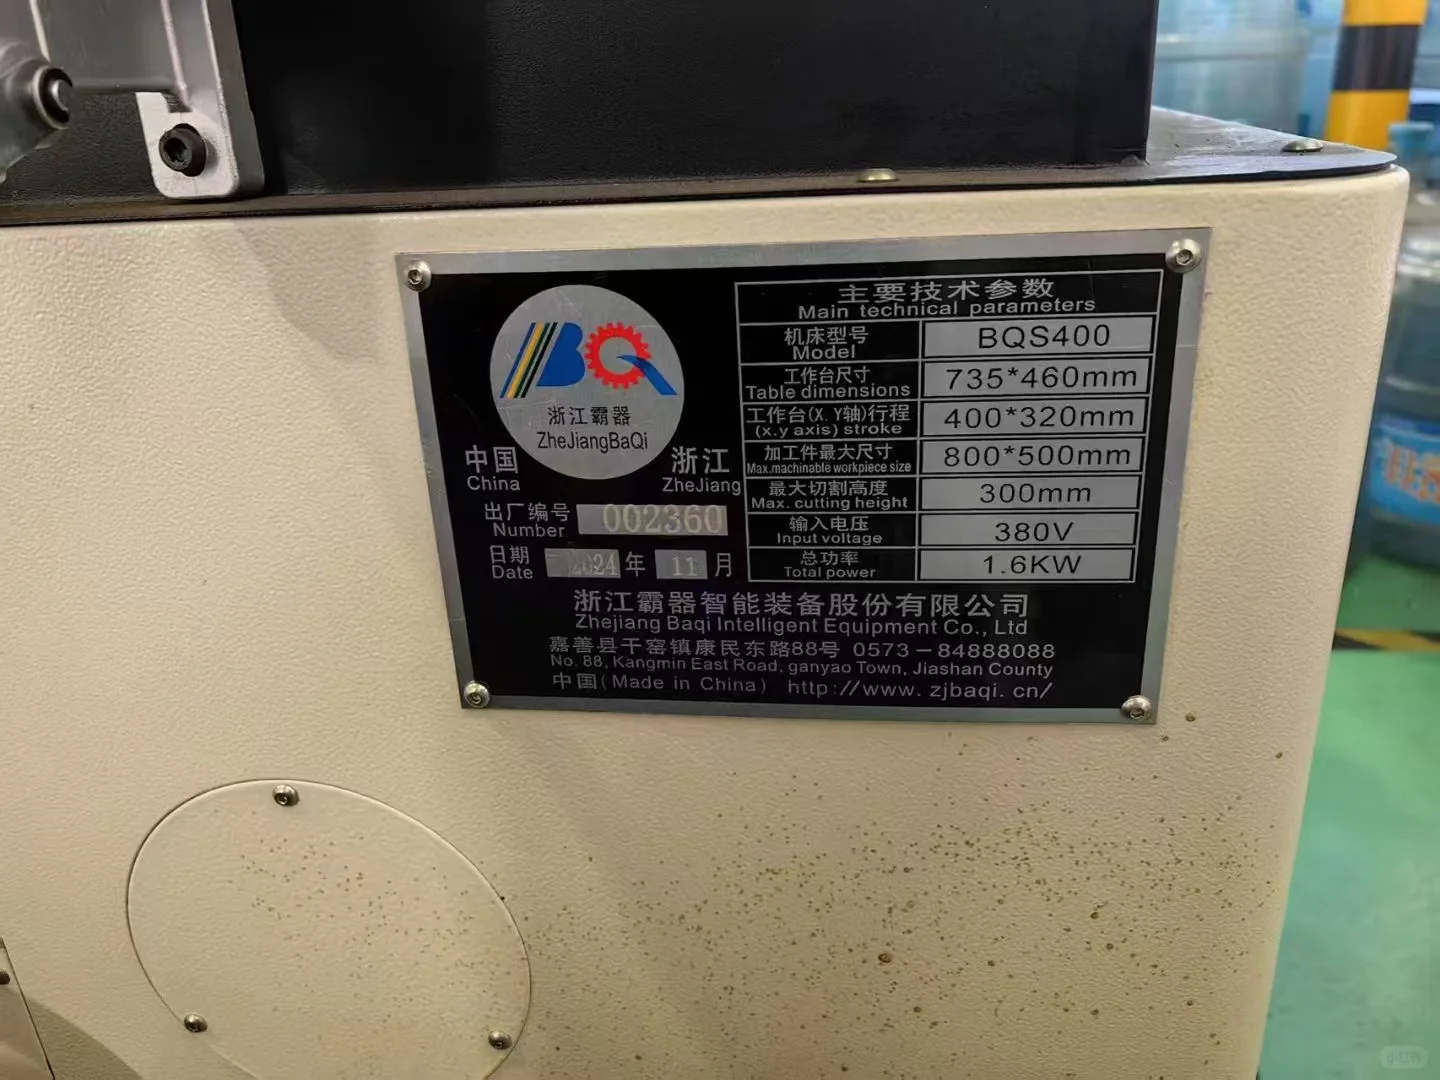 BQ
浙江霸器
ZheJiangBaQi
中国 浙江
China ZheJiang
出厂编号 002360
Number
日期 2024 年 11 月
Date
主要技术参数
Main technical parameters
机床型号 BQS400
Model
工作台尺寸 735*460mm
Table dimensions
工作台(X.Y轴)行程 400*320mm
(x.y axis) stroke
加工件最大尺寸 800*500mm
Max.machinable workpiece size
最大切割高度 300mm
Max. cutting height
输入电压 380V
Input voltage
总功率 1.6KW
Total power
浙江霸器智能装备股份有限公司
Zhejiang Baqi Intelligent Equipment Co., Ltd
嘉善县干窑镇康民东路88号 0573-84888088
No. 88, Kangmin East Road, ganyao Town, Jiashan County
中国(Made in China) http://www.zjbaqi.cn/
小红书